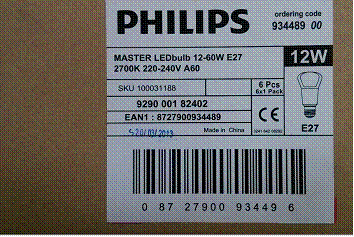 PHILIPS
ordering code
934489 00
MASTER LEDbulb 12-60W E27
2700K 220-240V A60
12W
SKU 100031188
6 Pcs
6x1 Pack
9290 001 82402
EAN1 : 8727900934489
CE
Made in China
E27
0 87 27900 93449 6